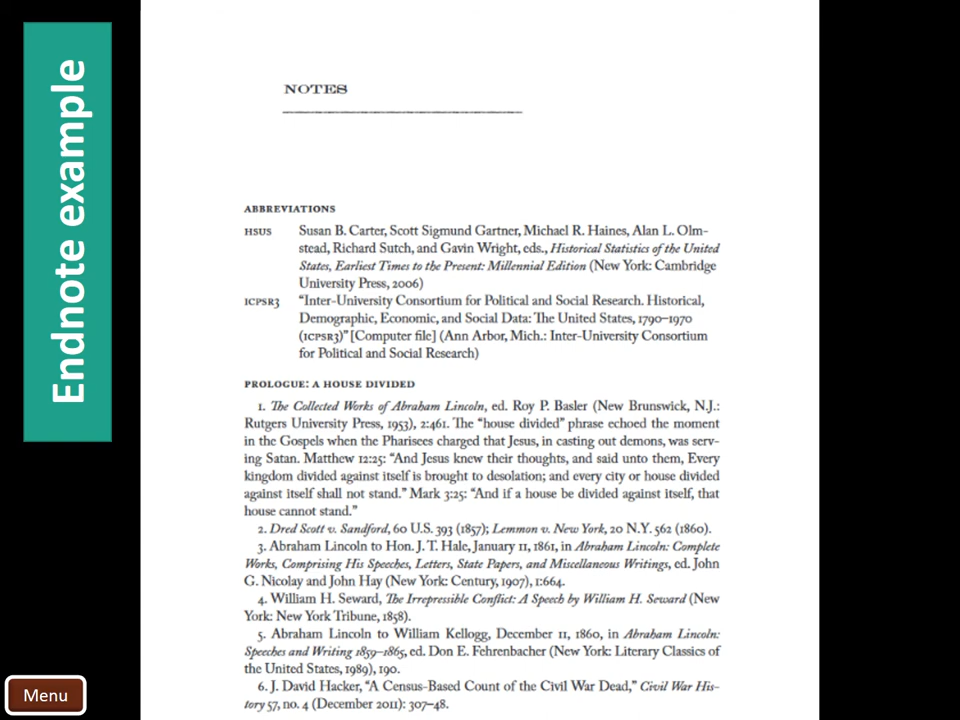 Endnote example
NOTES
ABBREVIATIONS
HSUS Susan B. Carter, Scott Sigmund Gartner, Michael R. Haines, Alan L. Olm-
stead, Richard Sutch, and Gavin Wright, eds., Historical Statistics of the United
States, Earliest Times to the Present: Millennial Edition (New York: Cambridge
University Press, 2006)
ICPSR3 “Inter-University Consortium for Political and Social Research. Historical,
Demographic, Economic, and Social Data: The United States, 1790–1970
(ICPSR3)” [Computer file] (Ann Arbor, Mich.: Inter-University Consortium
for Political and Social Research)
PROLOGUE: A HOUSE DIVIDED
1. The Collected Works of Abraham Lincoln, ed. Roy P. Basler (New Brunswick, N.J.:
Rutgers University Press, 1953), 2:461. The “house divided” phrase echoed the moment
in the Gospels when the Pharisees charged that Jesus, in casting out demons, was serv-
ing Satan. Matthew 12:25: “And Jesus knew their thoughts, and said unto them, Every
kingdom divided against itself is brought to desolation; and every city or house divided
against itself shall not stand.” Mark 3:25: “And if a house be divided against itself, that
house cannot stand.”
2. Dred Scott v. Sandford, 60 U.S. 393 (1857); Lemmon v. New York, 20 N.Y. 562 (1860).
3. Abraham Lincoln to Hon. J. T. Hale, January 11, 1861, in Abraham Lincoln: Complete
Works, Comprising His Speeches, Letters, State Papers, and Miscellaneous Writings, ed. John
G. Nicolay and John Hay (New York: Century, 1907), 1:664.
4. William H. Seward, The Irrepressible Conflict: A Speech by William H. Seward (New
York: New York Tribune, 1858).
5. Abraham Lincoln to William Kellogg, December 11, 1860, in Abraham Lincoln:
Speeches and Writing 1859–1865, ed. Don E. Fehrenbacher (New York: Literary Classics of
the United States, 1989), 190.
6. J. David Hacker, “A Census-Based Count of the Civil War Dead,” Civil War His-
tory 57, no. 4 (December 2011): 307–48.
Menu